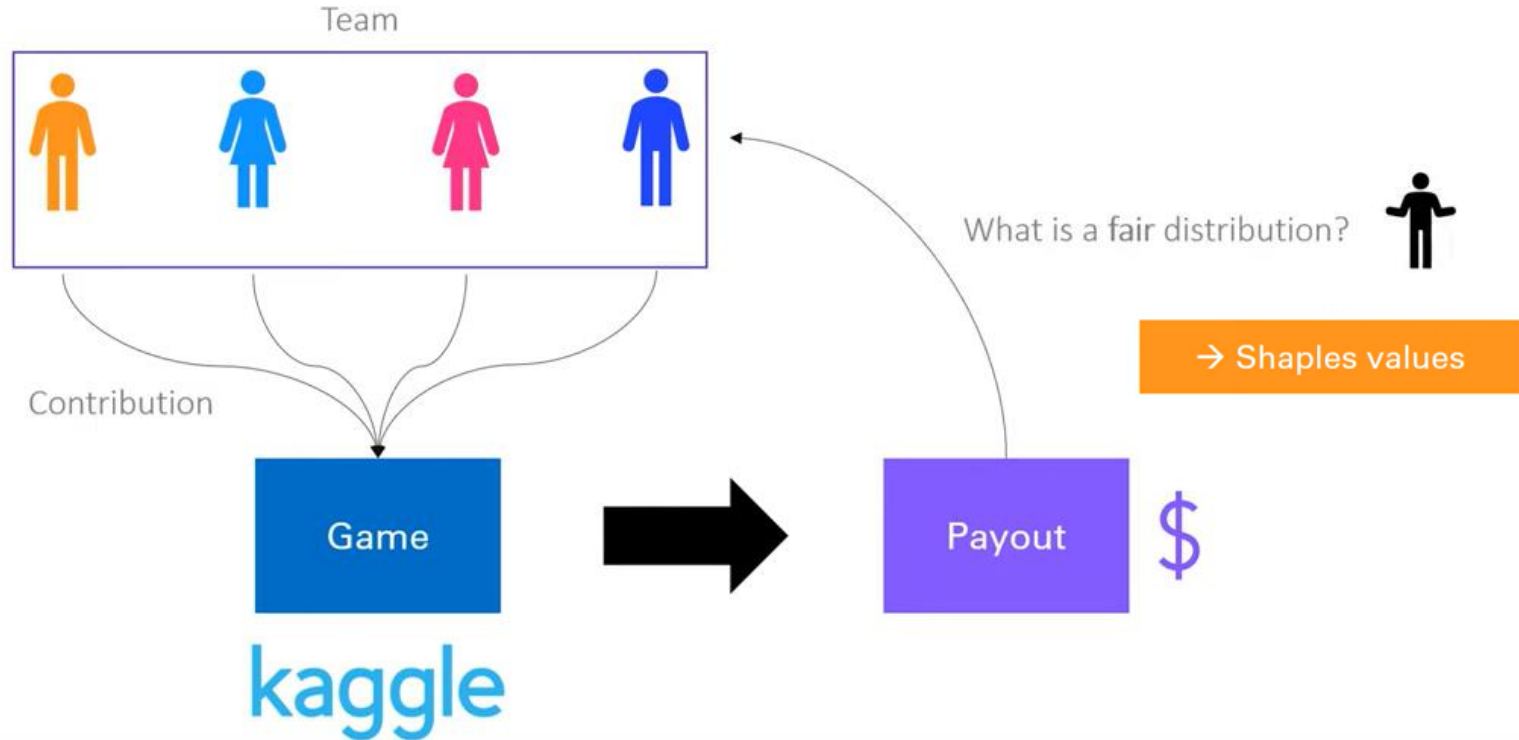 Team
What is a fair distribution?
→ Shaples values
Contribution
Game
Payout
$
kaggle